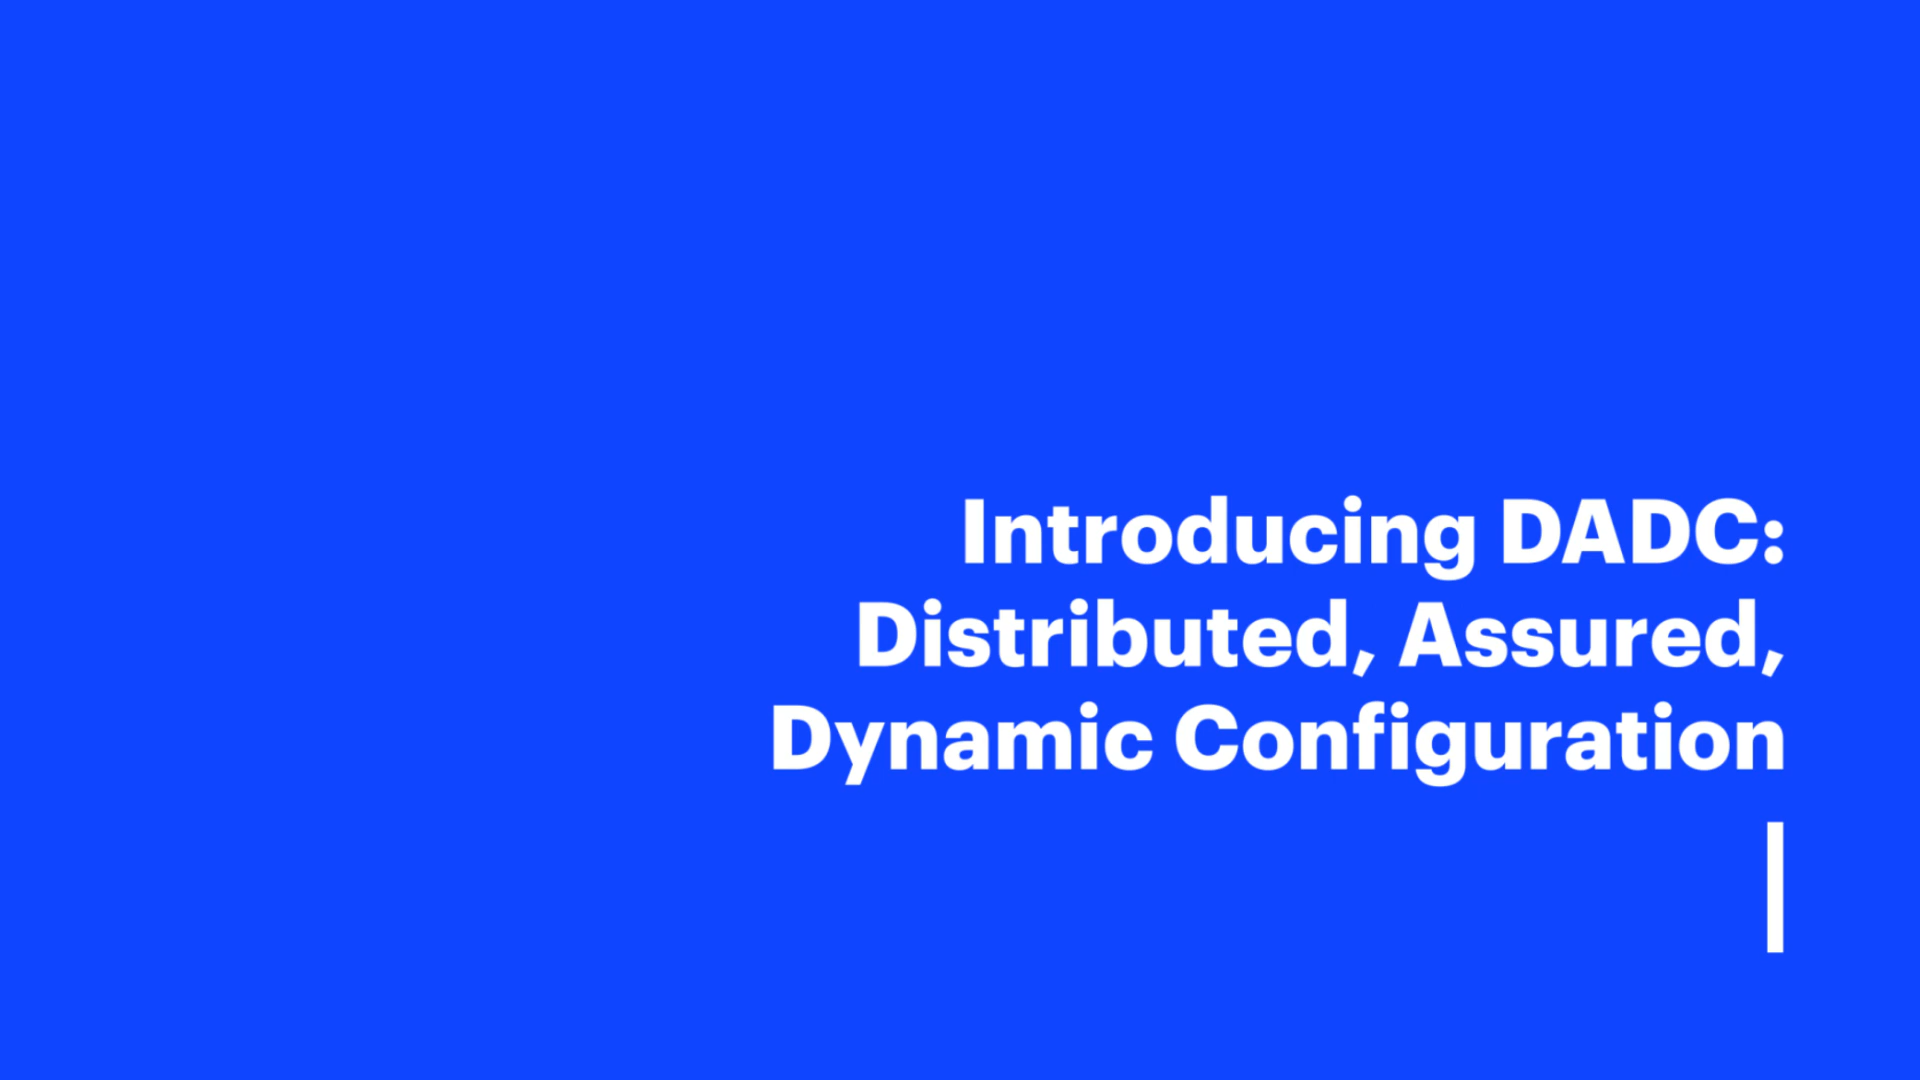 Introducing DADC:
Distributed, Assured,
Dynamic Configuration